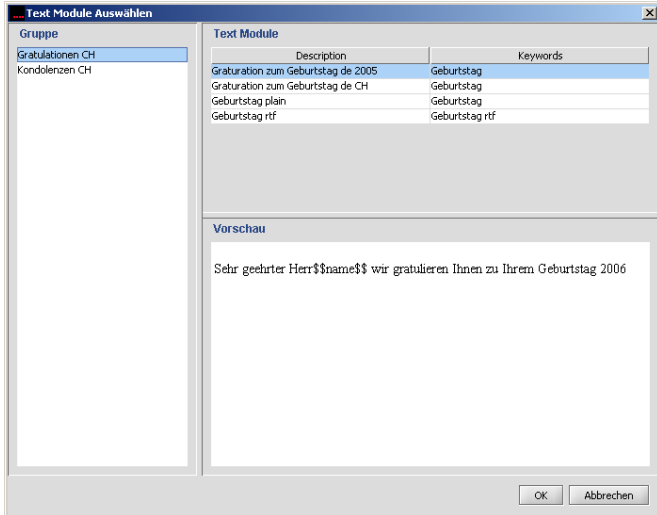 Text Module Auswählen
Gruppe
Gratulationen CH
Kondolenzen CH
Text Module
Description Keywords
Graturation zum Geburtstag de 2005 Geburtstag
Graturation zum Geburtstag de CH Geburtstag
Geburtstag plain Geburtstag
Geburtstag rtf Geburtstag rtf
Vorschau
Sehr geehrter Herr$$name$$ wir gratulieren Ihnen zu Ihrem Geburtstag 2006
OK Abbrechen